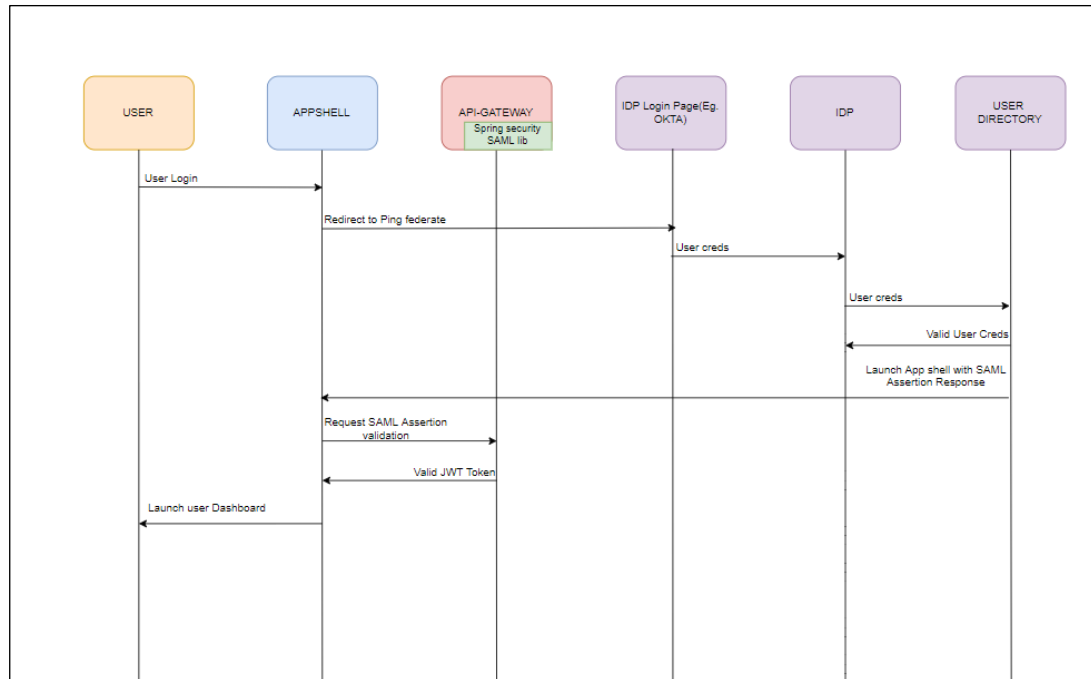 USER
APPSHELL
API-GATEWAY
Spring security
SAML lib
IDP Login Page(Eg.
OKTA)
IDP
USER
DIRECTORY
User Login
Redirect to Ping federate
User creds
User creds
Valid User Creds
Launch App shell with SAML
Assertion Response
Request SAML Assertion
validation
Valid JWT Token
Launch user Dashboard